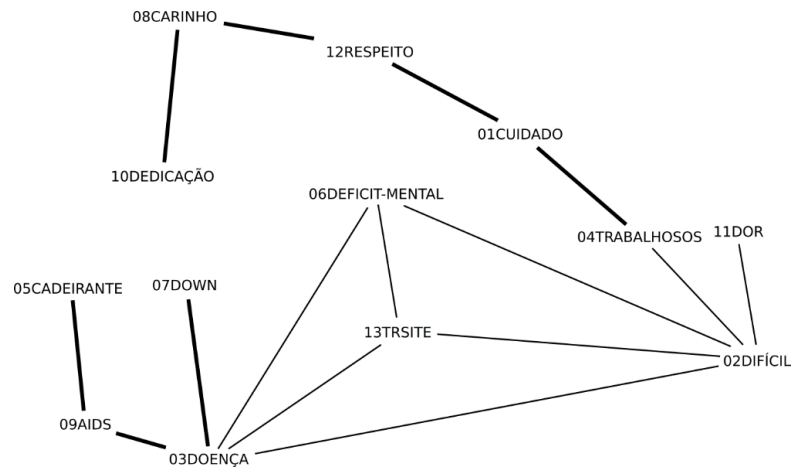 08CARINHO
12RESPEITO
01CUIDADO
10DEDICAÇÃO
06DEFICIT-MENTAL
04TRABALHOSOS
11DOR
05CADEIRANTE
07DOWN
13TRSITE
02DIFÍCIL
09AIDS
03DOENÇA